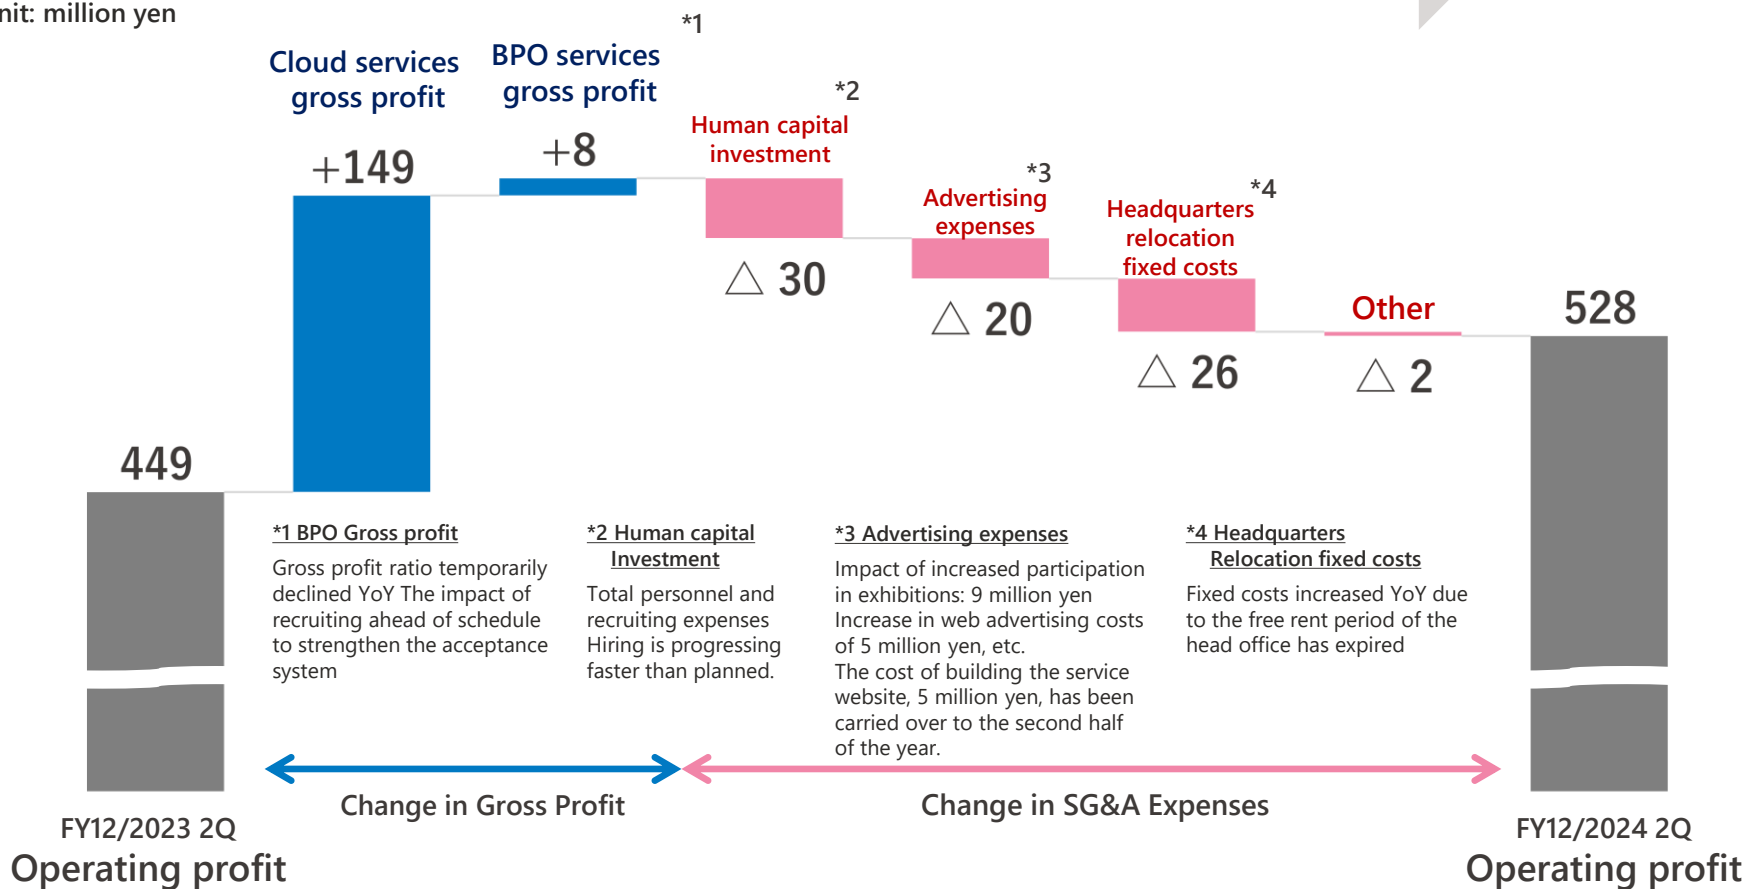 nit: million yen
*1
Cloud services
gross profit
BPO services
gross profit
*2
Human capital
investment
*3
Advertising
expenses
*4
Headquarters
relocation
fixed costs
Other
+149
+8
△ 30
△ 20
△ 26
△ 2
449
528
*1 BPO Gross profit
Gross profit ratio temporarily
declined YoY The impact of
recruiting ahead of schedule
to strengthen the acceptance
system
*2 Human capital
Investment
Total personnel and
recruiting expenses
Hiring is progressing
faster than planned.
*3 Advertising expenses
Impact of increased participation
in exhibitions: 9 million yen
Increase in web advertising costs
of 5 million yen, etc.
The cost of building the service
website, 5 million yen, has been
carried over to the second half
of the year.
*4 Headquarters
Relocation fixed costs
Fixed costs increased YoY due
to the free rent period of the
head office has expired
Change in Gross Profit
Change in SG&A Expenses
FY12/2023 2Q
Operating profit
FY12/2024 2Q
Operating profit